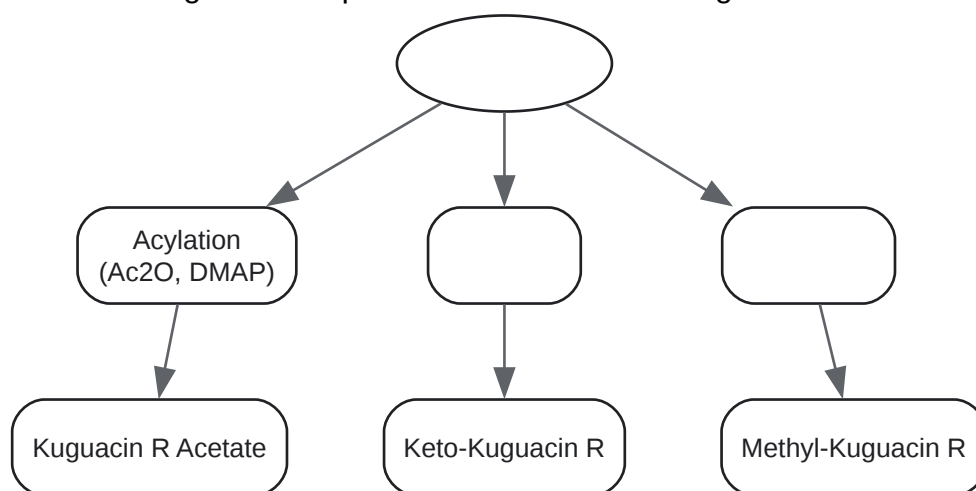 Acylation
(Ac2O, DMAP)
Kuguacin R Acetate
Keto-Kuguacin R
Methyl-Kuguacin R